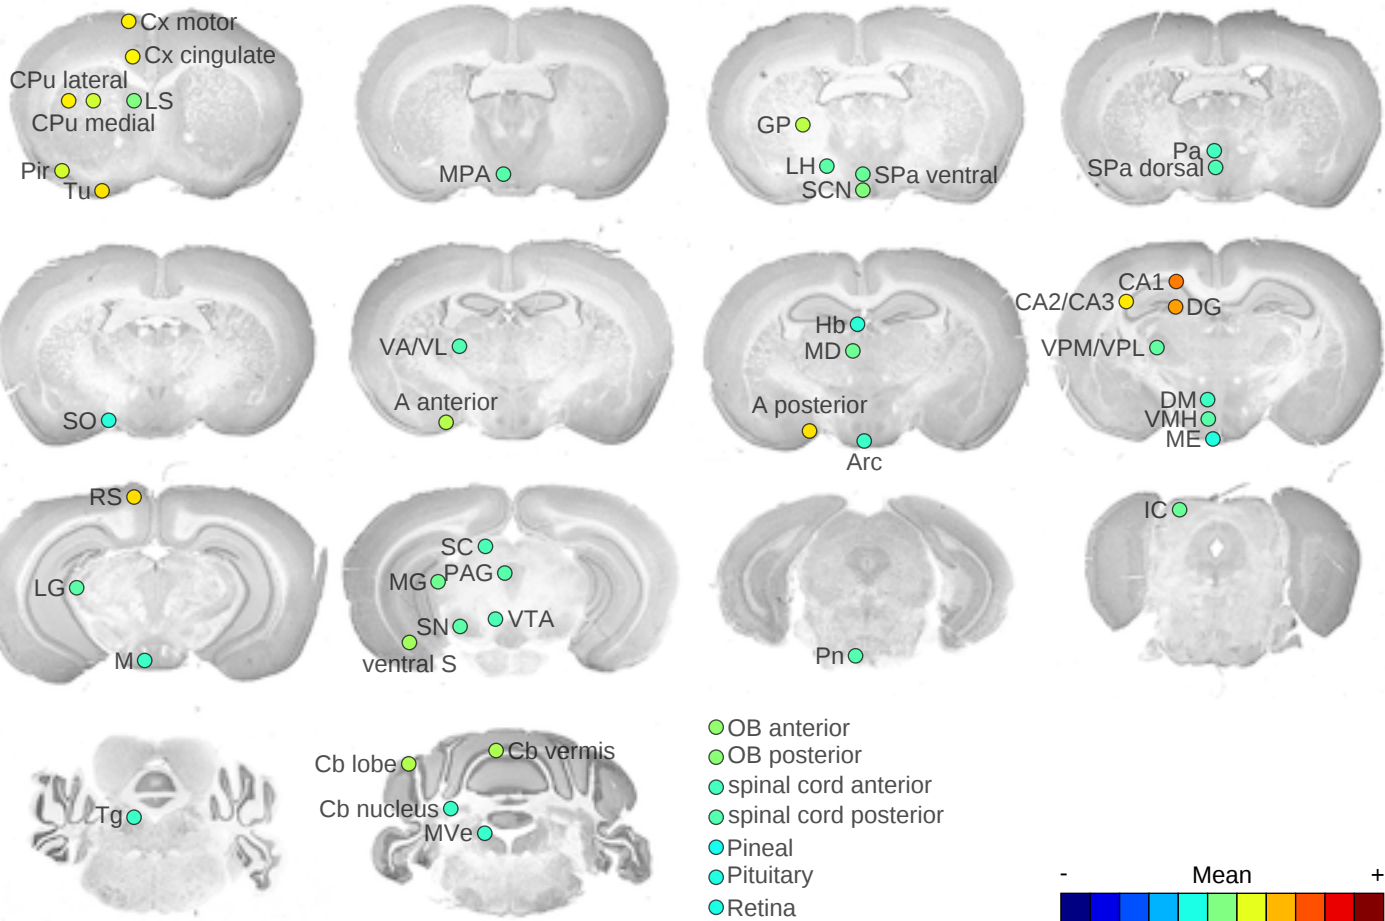 Cx motor
Cx cingulate
CPu lateral
LS
CPu medial
Pir
Tu
MPA
GP
LH
SPa ventral
SCN
Pa
SPa dorsal
SO
VA/VL
A anterior
Hb
MD
A posterior
Arc
CA1
CA2/CA3
DG
VPM/VPL
DM
VMH
ME
RS
LG
M
SC
MG
PAG
SN
VTA
ventral S
Pn
IC
Tg
Cb lobe
Cb vermis
Cb nucleus
MVe
OB anterior
OB posterior
spinal cord anterior
spinal cord posterior
Pineal
Pituitary
Retina
- Mean +